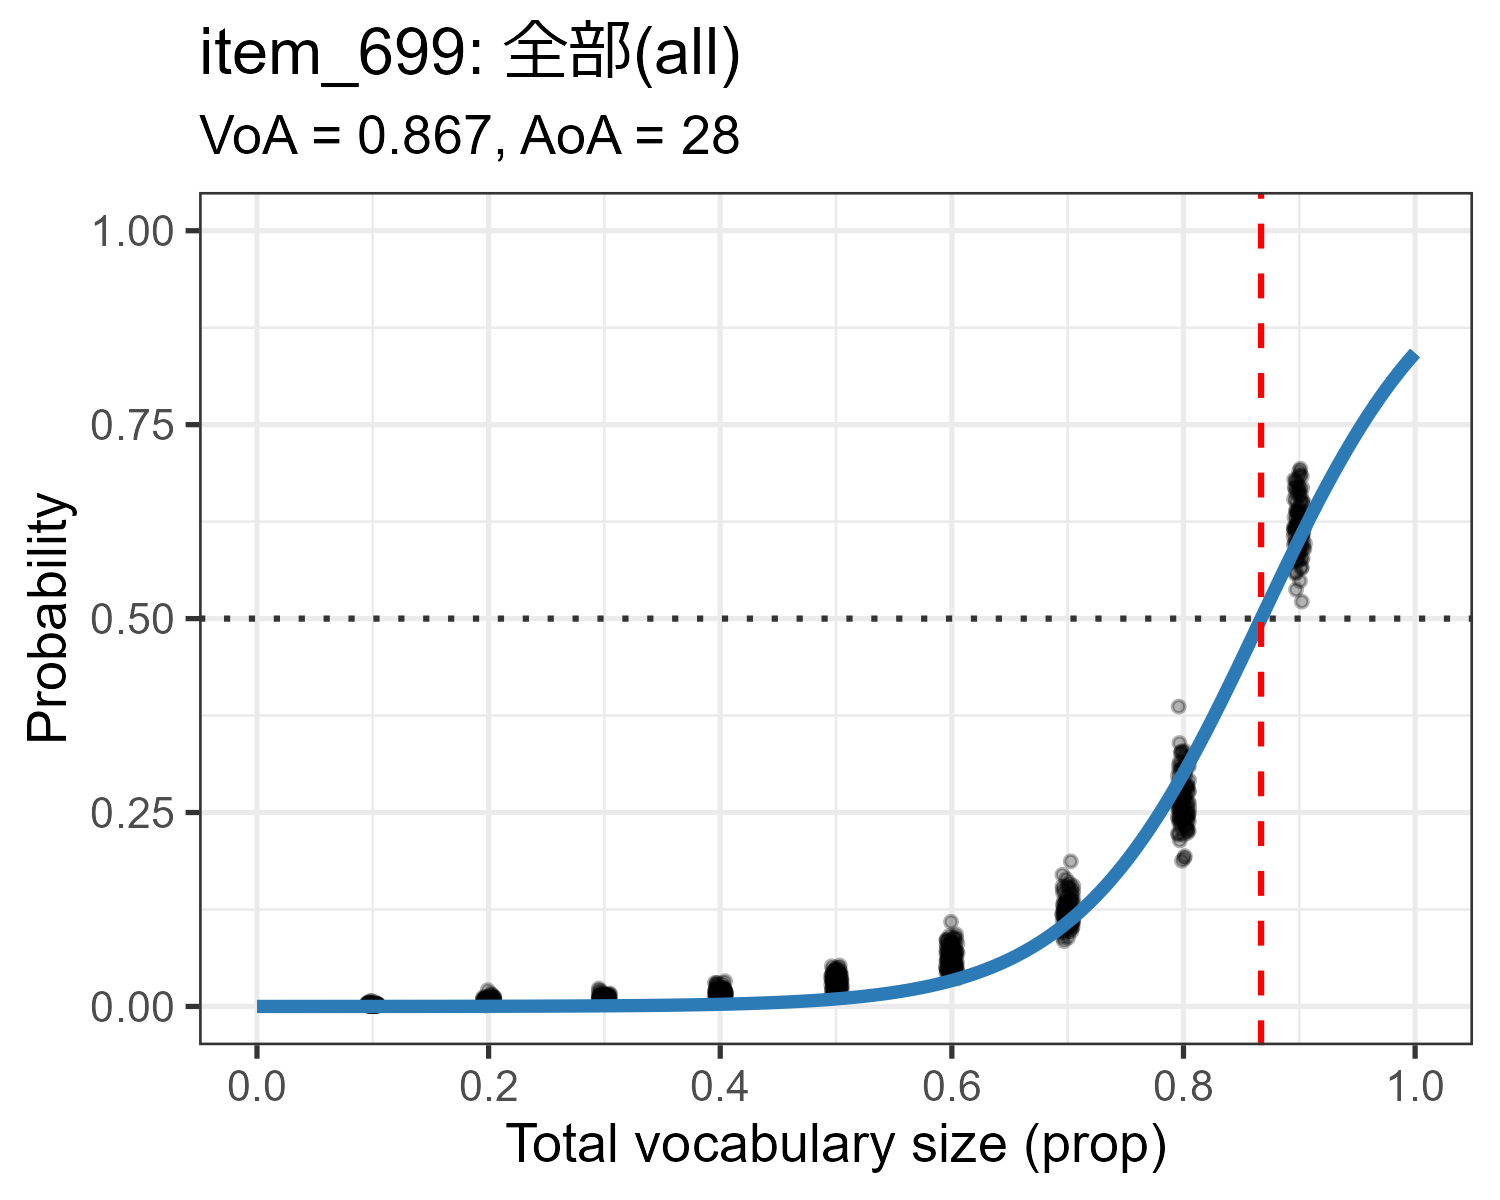 item_699: 全部(all)
VoA = 0.867, AoA = 28
1.00
0.75
0.50
0.25
0.00
Probability
0.0 0.2 0.4 0.6 0.8 1.0
Total vocabulary size (prop)